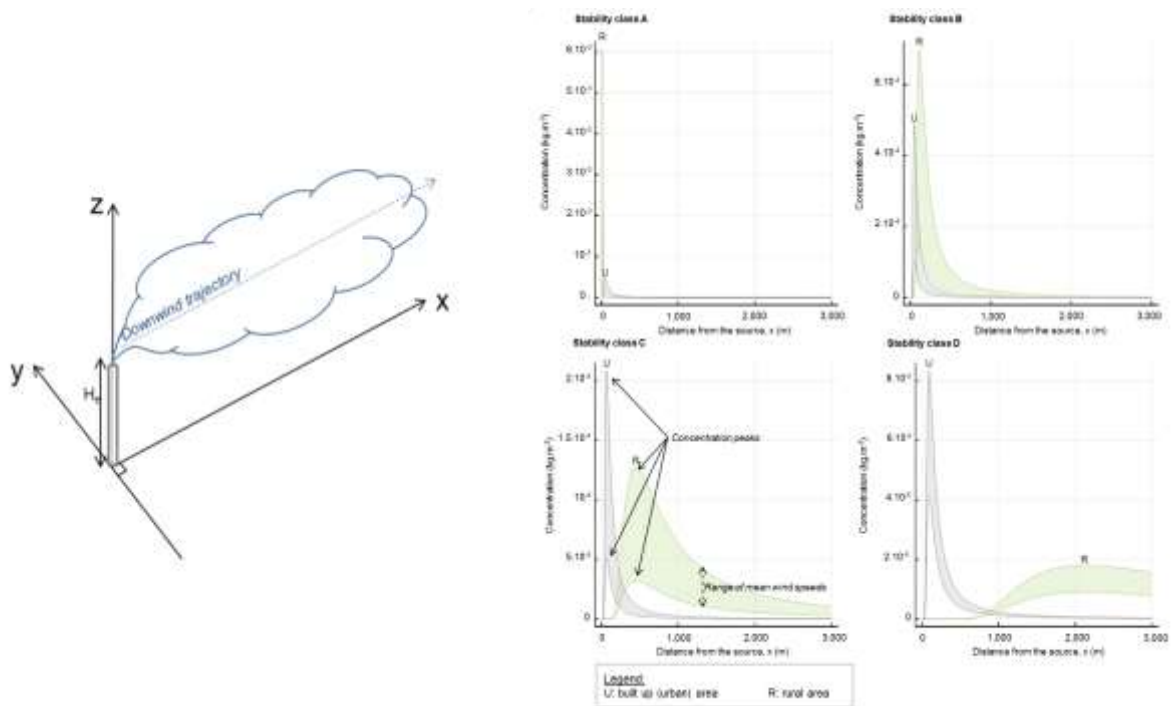 z
Downwind trajectory
x
y
Stability class A
R
U
Concentration (kg.m⁻³)
0
1,000
2,000
3,000
Distance from the source, x (m)
Stability class B
R
U
Concentration (kg.m⁻³)
0
1,000
2,000
3,000
Distance from the source, x (m)
Stability class C
U
R
Concentration peaks
Range of mean wind speeds
Concentration (kg.m⁻³)
0
0
1,000
2,000
3,000
Distance from the source, x (m)
Stability class D
U
R
Concentration (kg.m⁻³)
0
0
1,000
2,000
3,000
Distance from the source, x (m)
Legend:
U: built up (urban) area R: rural area